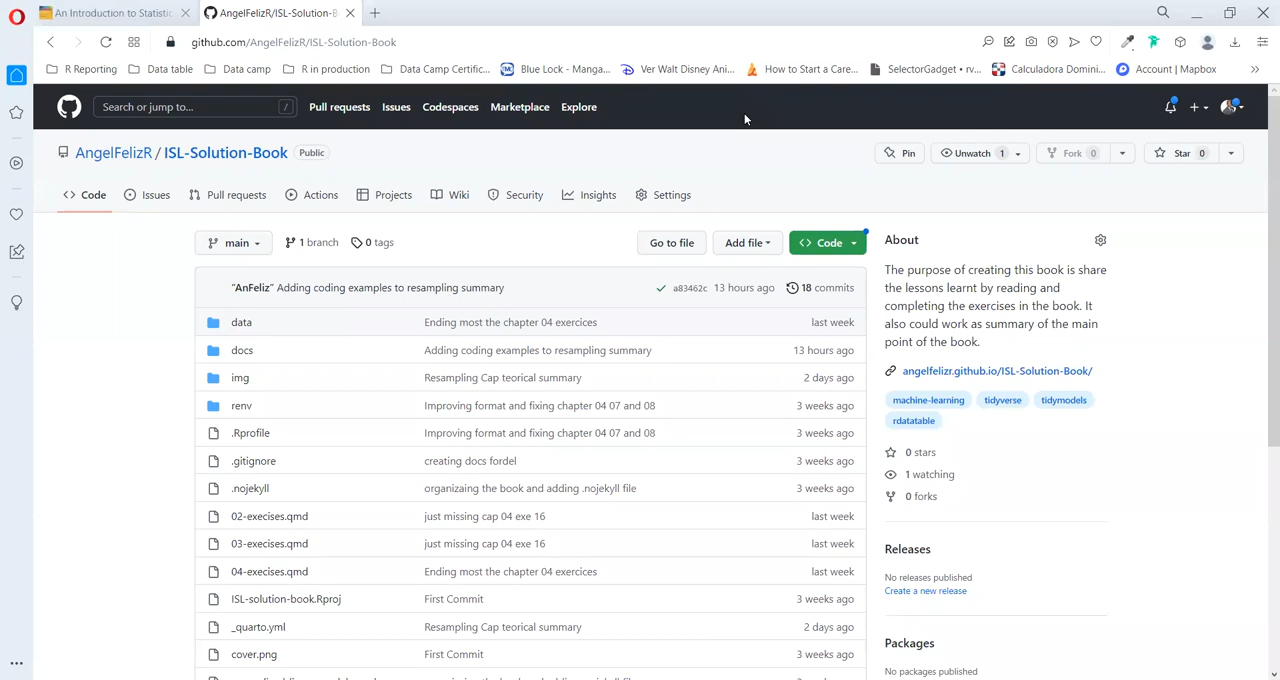 An Introduction to Statistic
AngelFelizR/ISL-Solution-B
github.com/AngelFelizR/ISL-Solution-Book
R Reporting
Data table
Data camp
R in production
Data Camp Certific...
Blue Lock - Manga...
Ver Walt Disney Ani...
How to Start a Care...
SelectorGadget • rv...
Calculadora Domini...
Account | Mapbox
Search or jump to...
/
Pull requests
Issues
Codespaces
Marketplace
Explore
AngelFelizR / ISL-Solution-Book
Public
Pin
Unwatch 1
Fork 0
Star 0
Code
Issues
Pull requests
Actions
Projects
Wiki
Security
Insights
Settings
main
1 branch
0 tags
Go to file
Add file
Code
"AnFeliz" Adding coding examples to resampling summary
a83462c 13 hours ago
18 commits
data Ending most the chapter 04 exercices last week
docs Adding coding examples to resampling summary 13 hours ago
img Resampling Cap teorical summary 2 days ago
renv Improving format and fixing chapter 04 07 and 08 3 weeks ago
.Rprofile Improving format and fixing chapter 04 07 and 08 3 weeks ago
.gitignore creating docs fordel 3 weeks ago
.nojekyll organizaing the book and adding .nojekyll file 3 weeks ago
02-execises.qmd just missing cap 04 exe 16 last week
03-execises.qmd just missing cap 04 exe 16 last week
04-execises.qmd Ending most the chapter 04 exercices last week
ISL-solution-book.Rproj First Commit 3 weeks ago
_quarto.yml Resampling Cap teorical summary 2 days ago
cover.png First Commit 3 weeks ago
About
The purpose of creating this book is share
the lessons learnt by reading and
completing the exercises in the book. It
also could work as summary of the main
point of the book.
angelfelizr.github.io/ISL-Solution-Book/
machine-learning
tidyverse
tidymodels
rdatatable
0 stars
1 watching
0 forks
Releases
No releases published
Create a new release
Packages
No packages published